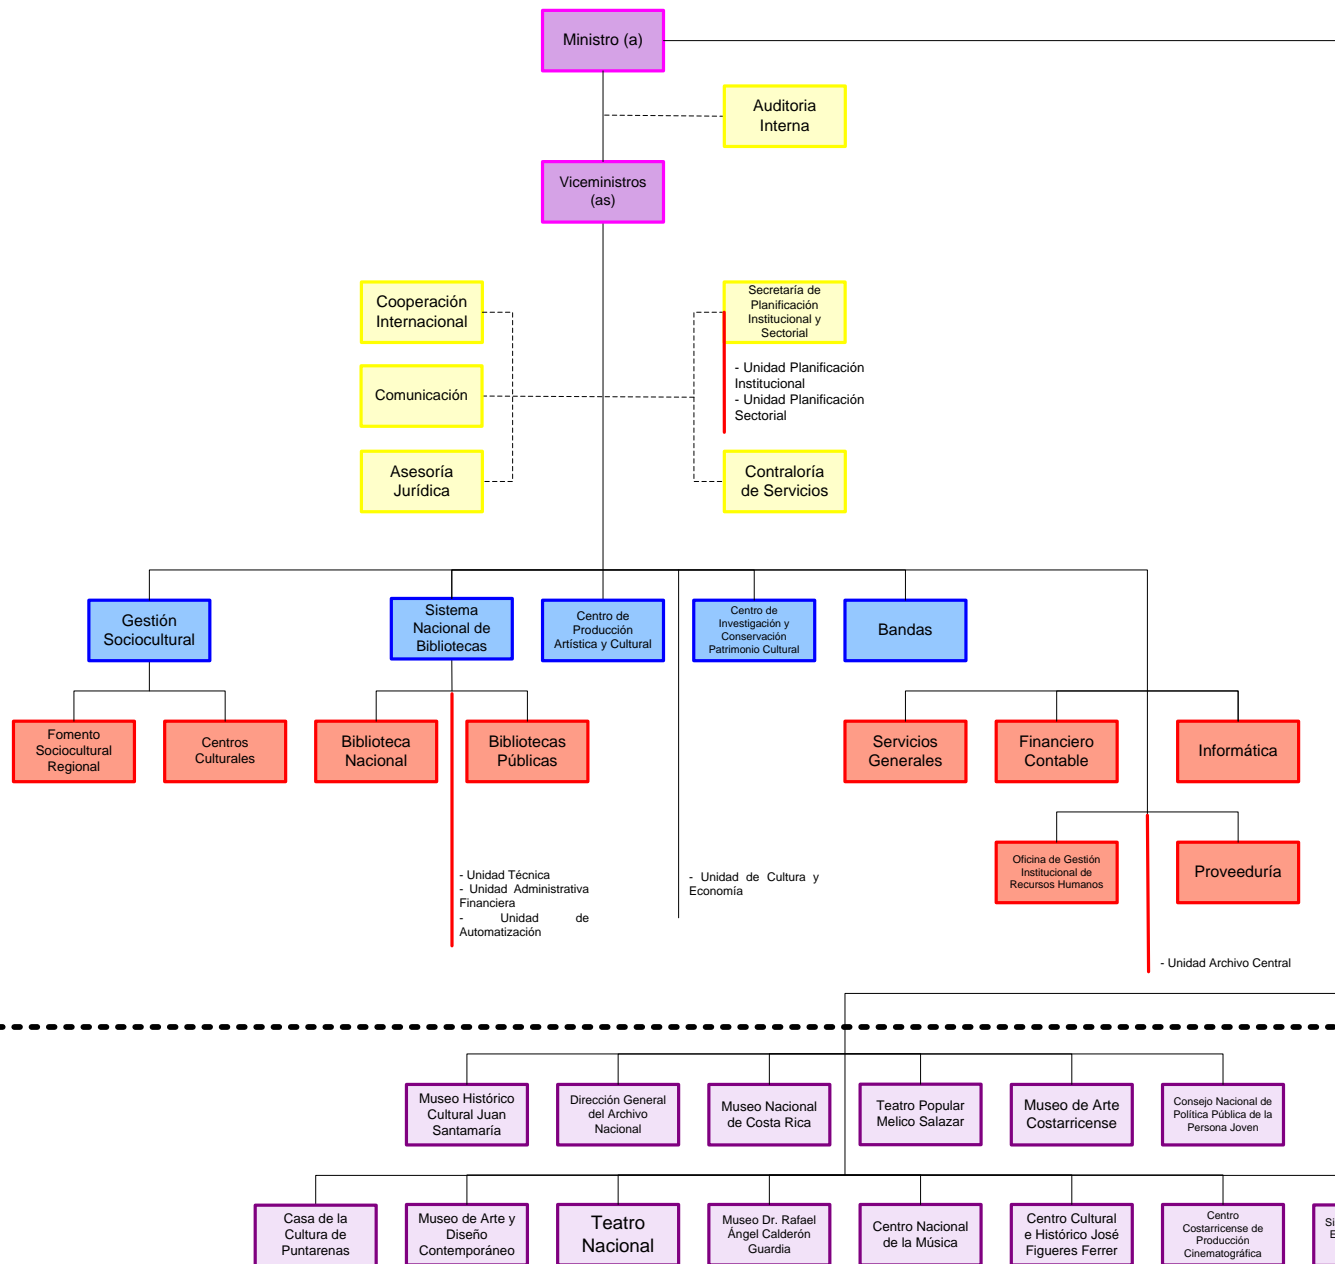 Ministro (a)
Auditoria
Interna
Viceministros
(as)
Cooperación
Internacional
Secretaría de
Planificación
Institucional y
Sectorial
- Unidad Planificación
Institucional
- Unidad Planificación
Sectorial
Comunicación
Asesoría
Jurídica
Contraloría
de Servicios
Gestión
Sociocultural
Sistema
Nacional de
Bibliotecas
Centro de
Producción
Artística y Cultural
Centro de
Investigación y
Conservación
Patrimonio Cultural
Bandas
Fomento
Sociocultural
Regional
Centros
Culturales
Biblioteca
Nacional
Bibliotecas
Públicas
Servicios
Generales
Financiero
Contable
Informática
Oficina de Gestión
Institucional de
Recursos Humanos
Proveeduría
- Unidad Técnica
- Unidad Administrativa
Financiera
- Unidad de
Automatización
- Unidad de Cultura y
Economía
- Unidad Archivo Central
Museo Histórico
Cultural Juan
Santamaría
Dirección General
del Archivo
Nacional
Museo Nacional
de Costa Rica
Teatro Popular
Melico Salazar
Museo de Arte
Costarricense
Consejo Nacional de
Política Pública de la
Persona Joven
Casa de la
Cultura de
Puntarenas
Museo de Arte y
Diseño
Contemporáneo
Teatro
Nacional
Museo Dr. Rafael
Ángel Calderón
Guardia
Centro Nacional
de la Música
Centro Cultural
e Histórico José
Figueres Ferrer
Centro
Costarricense de
Producción
Cinematográfica